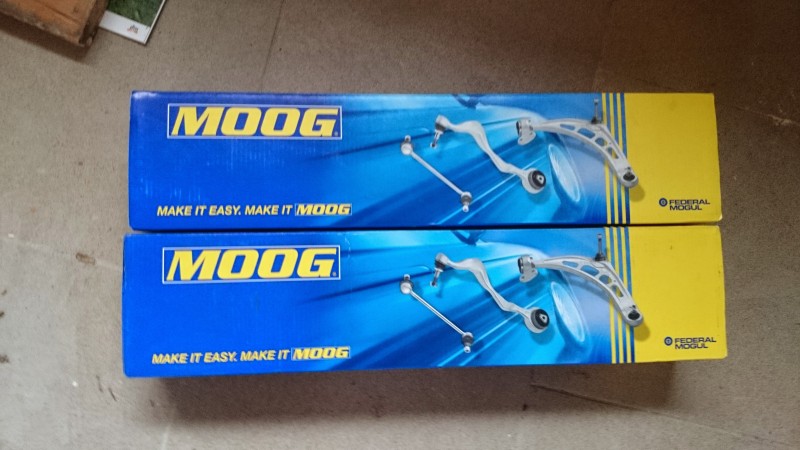 MOOG
MAKE IT EASY. MAKE IT MOOG
FEDERAL
MOGUL
MOOG
MAKE IT EASY. MAKE IT MOOG
FEDERAL
MOGUL